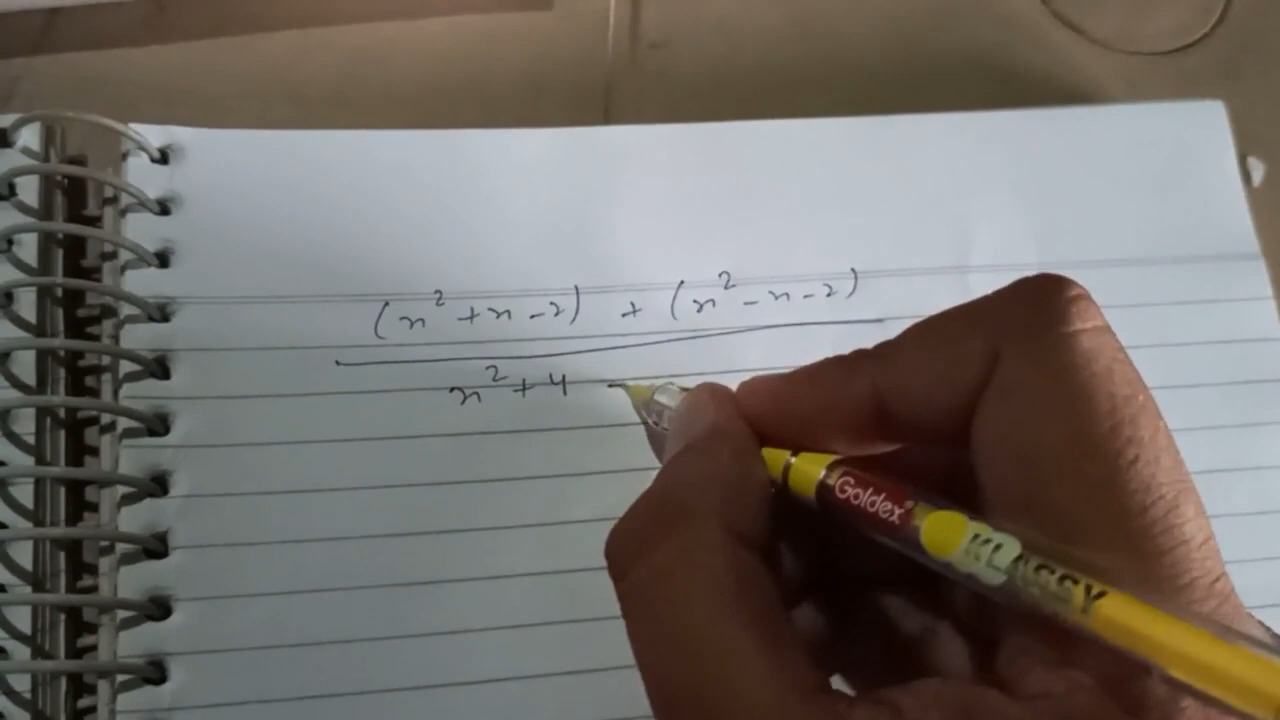 (x² + x - 2) + (x² - x - 2)
x² + 4 -
Goldex
KLASSY